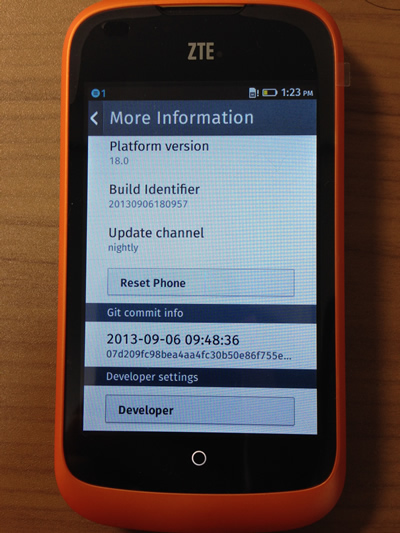 ZTE
1 1:23 PM
More Information
Platform version
18.0
Build Identifier
20130906180957
Update channel
nightly
Reset Phone
Git commit info
2013-09-06 09:48:36
07d209fc98bea4aa4fc30b50e86f755e...
Developer settings
Developer